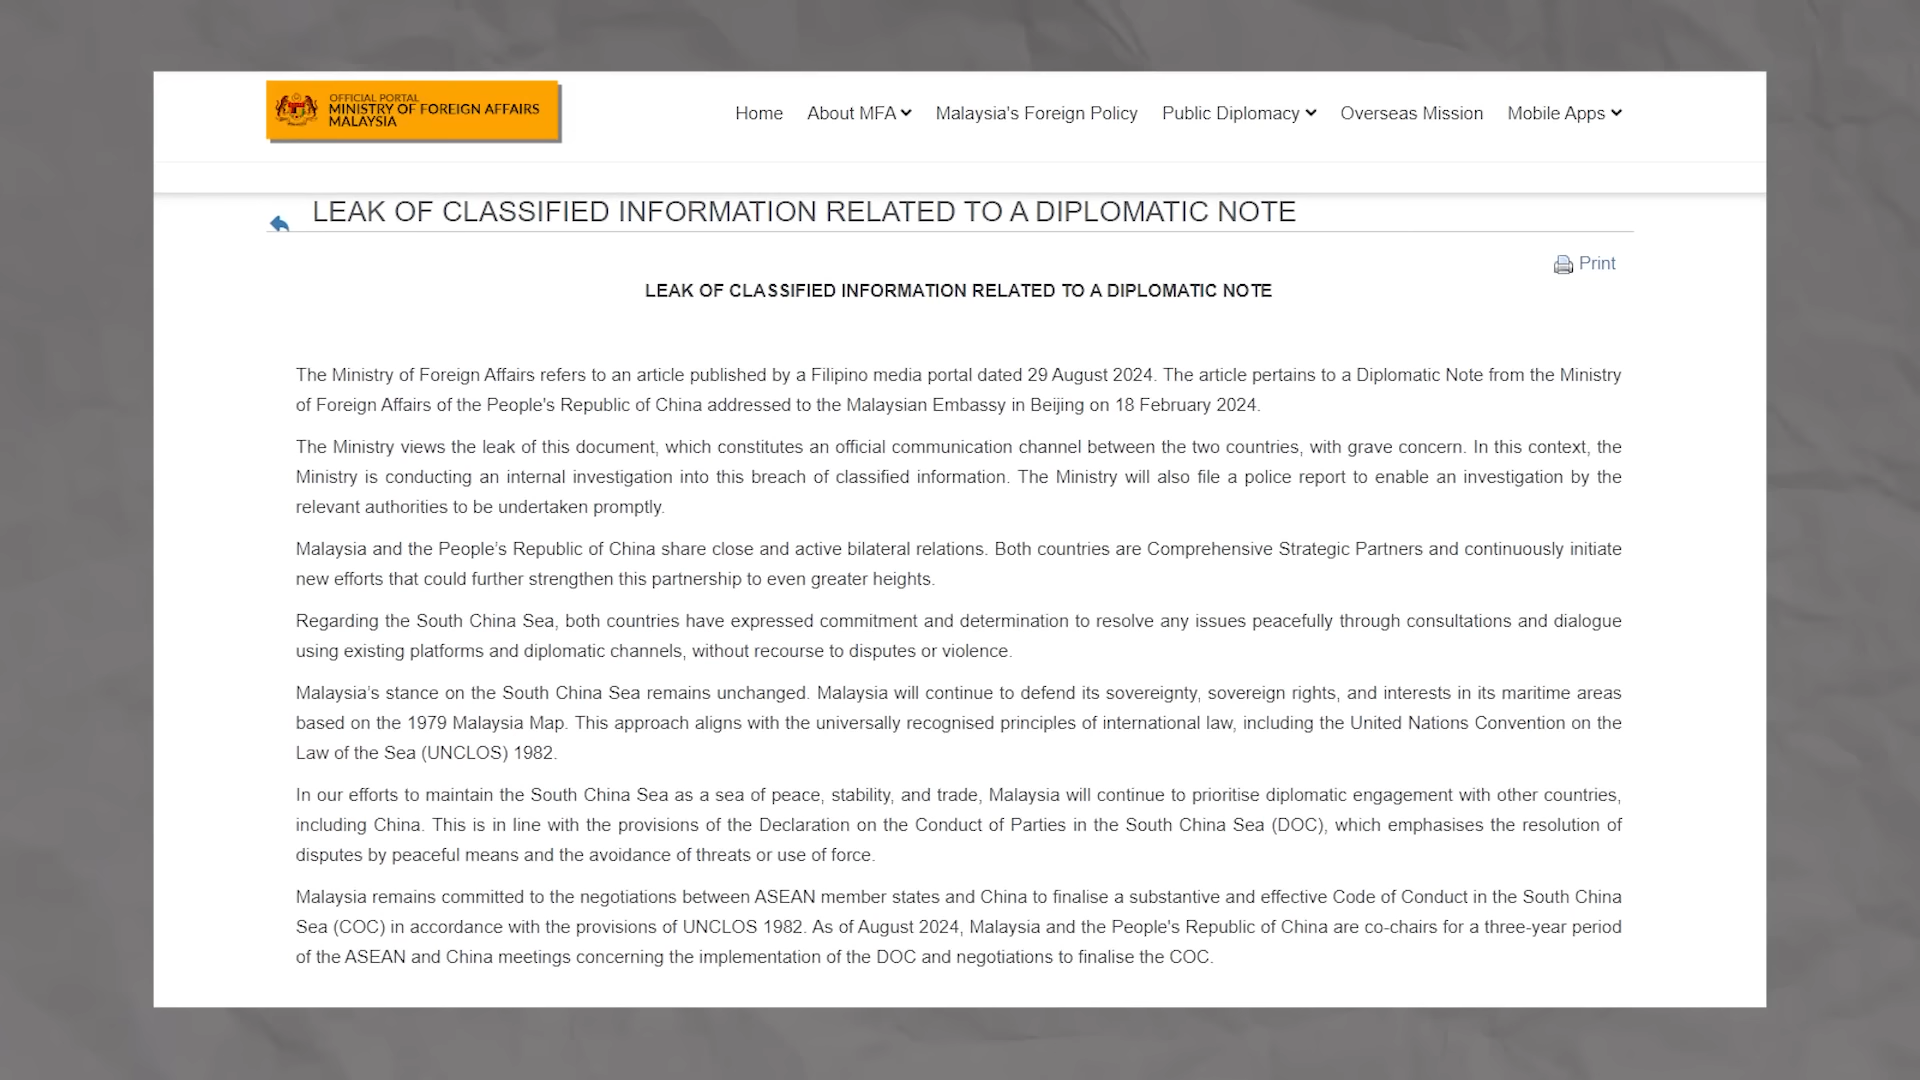 OFFICIAL PORTAL
MINISTRY OF FOREIGN AFFAIRS
MALAYSIA
Home About MFA Malaysia's Foreign Policy Public Diplomacy Overseas Mission Mobile Apps
LEAK OF CLASSIFIED INFORMATION RELATED TO A DIPLOMATIC NOTE
Print
LEAK OF CLASSIFIED INFORMATION RELATED TO A DIPLOMATIC NOTE
The Ministry of Foreign Affairs refers to an article published by a Filipino media portal dated 29 August 2024. The article pertains to a Diplomatic Note from the Ministry
of Foreign Affairs of the People's Republic of China addressed to the Malaysian Embassy in Beijing on 18 February 2024.
The Ministry views the leak of this document, which constitutes an official communication channel between the two countries, with grave concern. In this context, the
Ministry is conducting an internal investigation into this breach of classified information. The Ministry will also file a police report to enable an investigation by the
relevant authorities to be undertaken promptly.
Malaysia and the People’s Republic of China share close and active bilateral relations. Both countries are Comprehensive Strategic Partners and continuously initiate
new efforts that could further strengthen this partnership to even greater heights.
Regarding the South China Sea, both countries have expressed commitment and determination to resolve any issues peacefully through consultations and dialogue
using existing platforms and diplomatic channels, without recourse to disputes or violence.
Malaysia’s stance on the South China Sea remains unchanged. Malaysia will continue to defend its sovereignty, sovereign rights, and interests in its maritime areas
based on the 1979 Malaysia Map. This approach aligns with the universally recognised principles of international law, including the United Nations Convention on the
Law of the Sea (UNCLOS) 1982.
In our efforts to maintain the South China Sea as a sea of peace, stability, and trade, Malaysia will continue to prioritise diplomatic engagement with other countries,
including China. This is in line with the provisions of the Declaration on the Conduct of Parties in the South China Sea (DOC), which emphasises the resolution of
disputes by peaceful means and the avoidance of threats or use of force.
Malaysia remains committed to the negotiations between ASEAN member states and China to finalise a substantive and effective Code of Conduct in the South China
Sea (COC) in accordance with the provisions of UNCLOS 1982. As of August 2024, Malaysia and the People's Republic of China are co-chairs for a three-year period
of the ASEAN and China meetings concerning the implementation of the DOC and negotiations to finalise the COC.